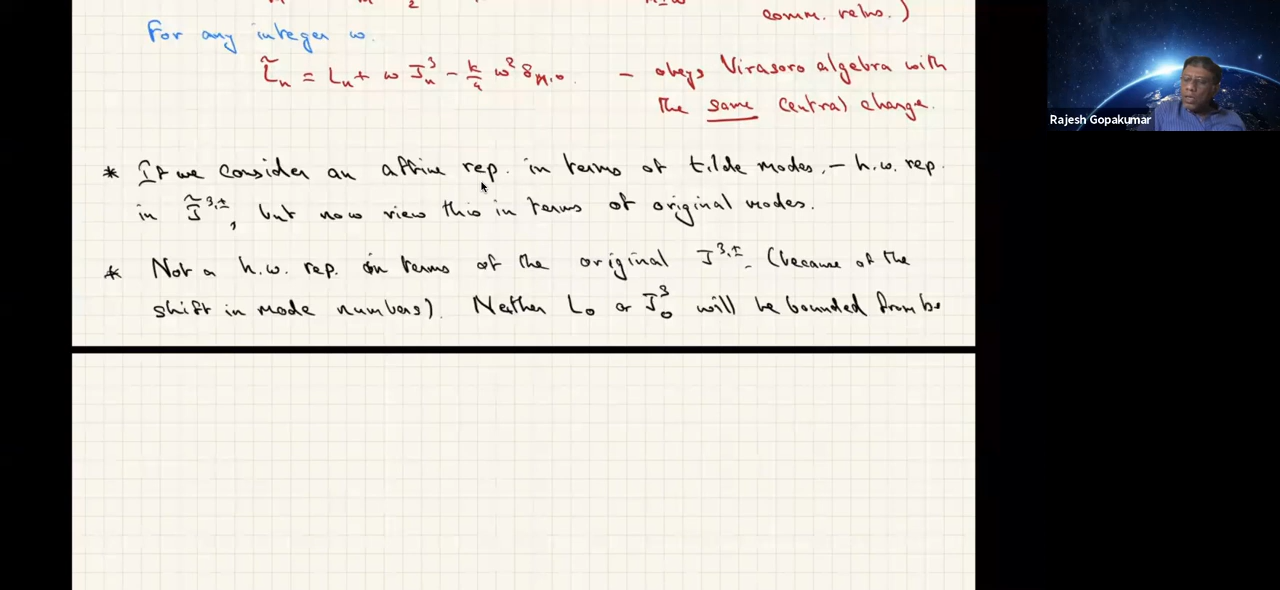 comm. relns.)
For any integer ω.
L̃ₙ = Lₙ + ω Jₙ³ − k/4 ω² δₙ,₀ – obeys Virasoro algebra with
the same central charge.
* If we consider an affine rep. in terms of tilde modes, – h.w. rep.
in J̃³,±, but now view this in terms of original modes.
* Not a h.w. rep. in terms of the original J³,±. (because of the
shift in mode numbers). Neither L₀ or J₀³ will be bounded from be
Rajesh Gopakumar